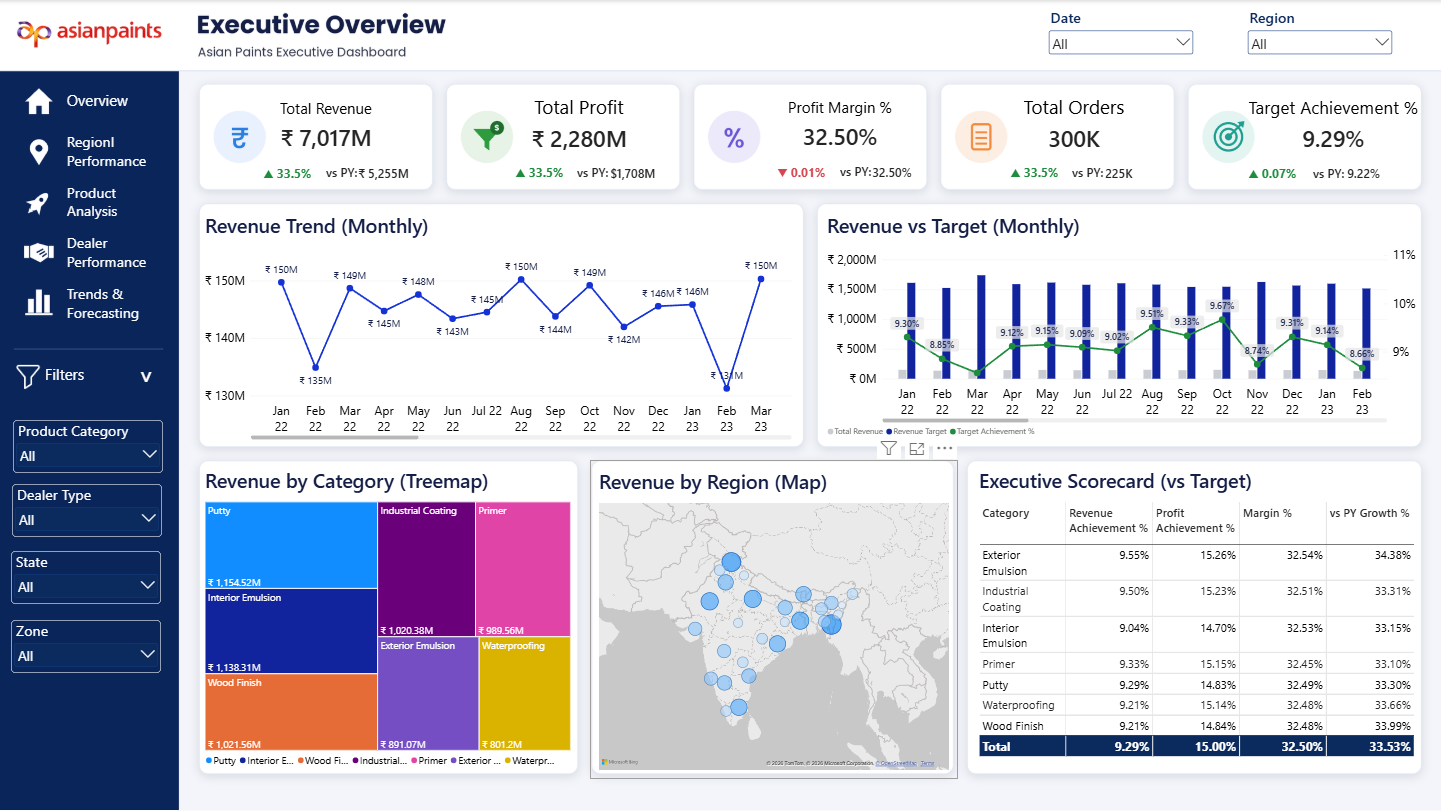 asianpaints
Executive Overview
Asian Paints Executive Dashboard
Date
All
Region
All
Overview
Regionl
Performance
Product
Analysis
Dealer
Performance
Trends &
Forecasting
Filters
V
Product Category
All
Dealer Type
All
State
All
Zone
All
Total Revenue
₹ 7,017M
33.5% vs PY:₹ 5,255M
Total Profit
₹ 2,280M
33.5% vs PY: $1,708M
Profit Margin %
32.50%
0.01% vs PY:32.50%
Total Orders
300K
33.5% vs PY: 225K
Target Achievement %
9.29%
0.07% vs PY: 9.22%
Revenue Trend (Monthly)
₹ 150M
₹ 140M
₹ 130M
₹ 150M
₹ 135M
₹ 149M
₹ 145M
₹ 148M
₹ 143M
₹ 145M
₹ 150M
₹ 144M
₹ 149M
₹ 142M
₹ 146M
₹ 146M
₹ 131M
₹ 150M
Jan 22
Feb 22
Mar 22
Apr 22
May 22
Jun 22
Jul 22
Aug 22
Sep 22
Oct 22
Nov 22
Dec 22
Jan 23
Feb 23
Mar 23
Revenue vs Target (Monthly)
₹ 2,000M
₹ 1,500M
₹ 1,000M
₹ 500M
₹ 0M
11%
10%
9%
9.30%
8.85%
9.12%
9.15%
9.09%
9.02%
9.51%
9.33%
9.67%
8.74%
9.31%
9.14%
8.66%
Jan 22
Feb 22
Mar 22
Apr 22
May 22
Jun 22
Jul 22
Aug 22
Sep 22
Oct 22
Nov 22
Dec 22
Jan 23
Feb 23
Total Revenue Revenue Target Target Achievement %
Revenue by Category (Treemap)
Putty
₹ 1,154.52M
Interior Emulsion
₹ 1,138.31M
Wood Finish
₹ 1,021.56M
Industrial Coating
₹ 1,020.38M
Primer
₹ 989.56M
Exterior Emulsion
₹ 891.07M
Waterproofing
₹ 801.2M
Putty Interior E... Wood Fi... Industrial... Primer Exterior ... Waterpr...
Revenue by Region (Map)
Microsoft Bing
© 2026 TomTom, © 2026 Microsoft Corporation, © OpenStreetMap Terms
Executive Scorecard (vs Target)
Category Revenue Achievement % Profit Achievement % Margin % vs PY Growth %
Exterior Emulsion 9.55% 15.26% 32.54% 34.38%
Industrial Coating 9.50% 15.23% 32.51% 33.31%
Interior Emulsion 9.04% 14.70% 32.53% 33.15%
Primer 9.33% 15.15% 32.45% 33.10%
Putty 9.29% 14.83% 32.49% 33.30%
Waterproofing 9.21% 15.14% 32.48% 33.66%
Wood Finish 9.21% 14.84% 32.48% 33.99%
Total 9.29% 15.00% 32.50% 33.53%